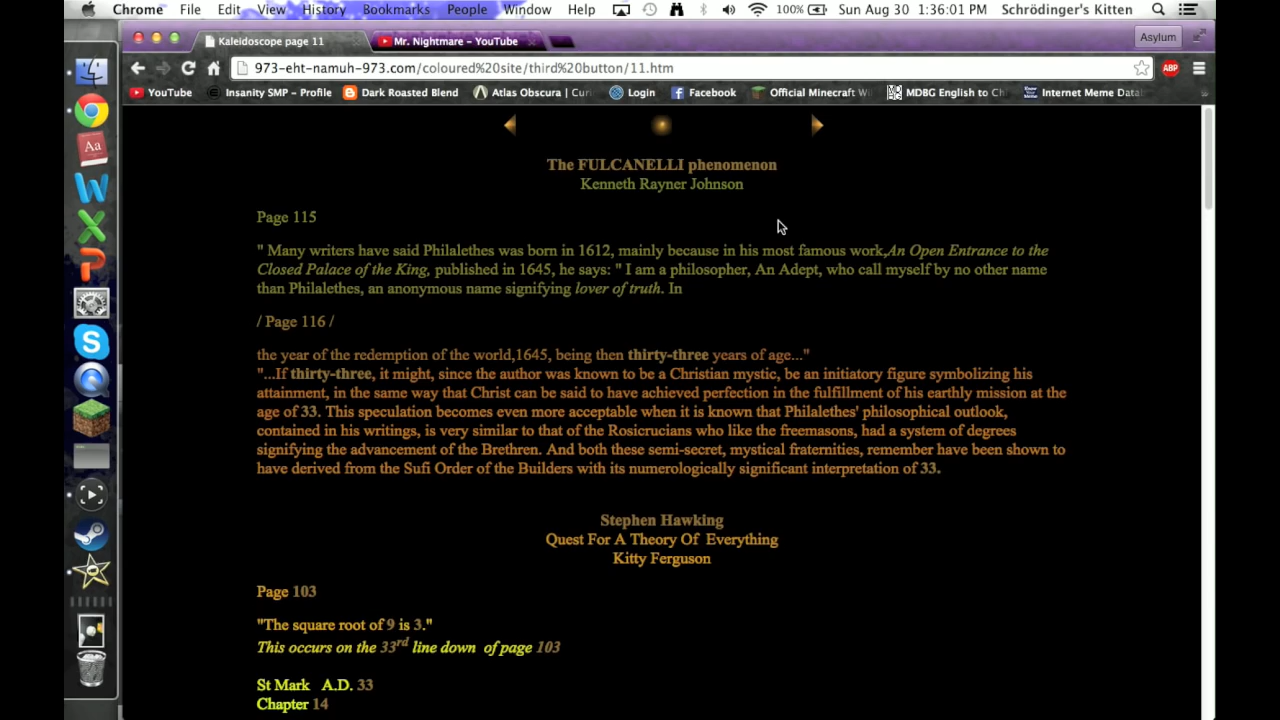 Chrome File Edit View History Bookmarks People Window Help 100% Sun Aug 30 1:36:01 PM Schrödinger's Kitten
Kaleidoscope page 11 Mr. Nightmare - YouTube Asylum
973-eht-namuh-973.com/coloured%20site/third%20button/11.htm ABP
YouTube Insanity SMP - Profile Dark Roasted Blend Atlas Obscura | Curi Login Facebook Official Minecraft Wi MDBG English to Chi Internet Meme Data
The FULCANELLI phenomenon
Kenneth Rayner Johnson
Page 115
" Many writers have said Philalethes was born in 1612, mainly because in his most famous work,An Open Entrance to the
Closed Palace of the King, published in 1645, he says: " I am a philosopher, An Adept, who call myself by no other name
than Philalethes, an anonymous name signifying lover of truth. In
/ Page 116 /
the year of the redemption of the world,1645, being then thirty-three years of age..."
"...If thirty-three, it might, since the author was known to be a Christian mystic, be an initiatory figure symbolizing his
attainment, in the same way that Christ can be said to have achieved perfection in the fulfillment of his earthly mission at the
age of 33. This speculation becomes even more acceptable when it is known that Philalethes' philosophical outlook,
contained in his writings, is very similar to that of the Rosicrucians who like the freemasons, had a system of degrees
signifying the advancement of the Brethren. And both these semi-secret, mystical fraternities, remember have been shown to
have derived from the Sufi Order of the Builders with its numerologically significant interpretation of 33.
Stephen Hawking
Quest For A Theory Of Everything
Kitty Ferguson
Page 103
"The square root of 9 is 3."
This occurs on the 33rd line down of page 103
St Mark A.D. 33
Chapter 14